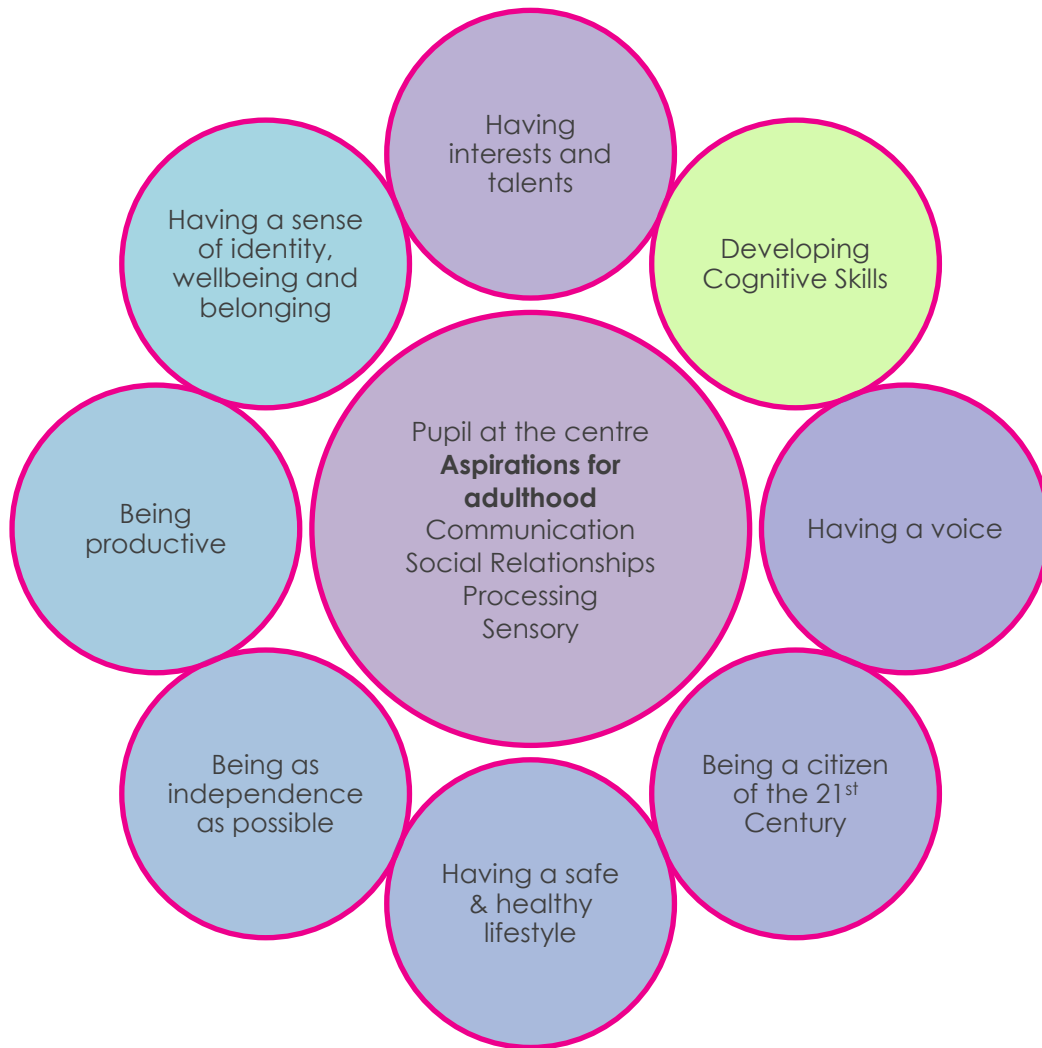 Having
interests and
talents
Developing
Cognitive Skills
Having a voice
Being a citizen
of the 21st
Century
Having a safe
& healthy
lifestyle
Being as
independence
as possible
Being
productive
Having a sense
of identity,
wellbeing and
belonging
Pupil at the centre
Aspirations for
adulthood
Communication
Social Relationships
Processing
Sensory